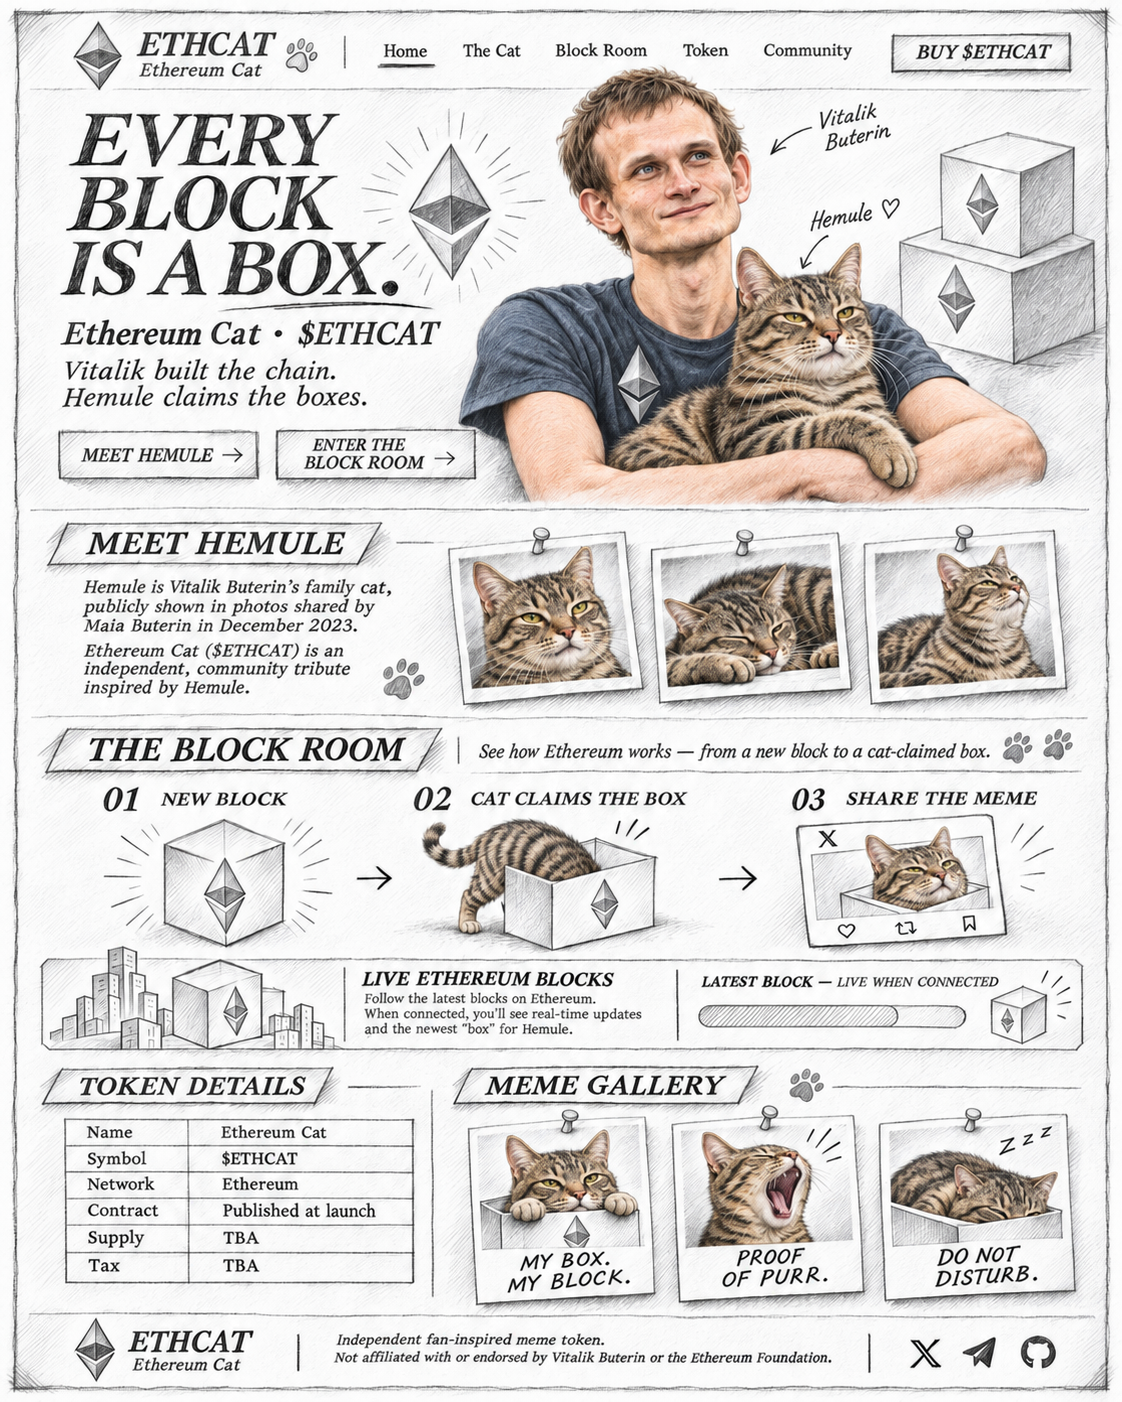 ETHCAT
Ethereum Cat
Home
The Cat
Block Room
Token
Community
BUY $ETHCAT
EVERY
BLOCK
IS A BOX.
Ethereum Cat • $ETHCAT
Vitalik built the chain.
Hemule claims the boxes.
MEET HEMULE →
ENTER THE
BLOCK ROOM →
Vitalik
Buterin
Hemule ♡
MEET HEMULE
Hemule is Vitalik Buterin's family cat,
publicly shown in photos shared by
Maia Buterin in December 2023.
Ethereum Cat ($ETHCAT) is an
independent, community tribute
inspired by Hemule.
THE BLOCK ROOM
See how Ethereum works — from a new block to a cat-claimed box.
01 NEW BLOCK
02 CAT CLAIMS THE BOX
03 SHARE THE MEME
X
LIVE ETHEREUM BLOCKS
Follow the latest blocks on Ethereum.
When connected, you'll see real-time updates
and the newest "box" for Hemule.
LATEST BLOCK — LIVE WHEN CONNECTED
TOKEN DETAILS
Name Ethereum Cat
Symbol $ETHCAT
Network Ethereum
Contract Published at launch
Supply TBA
Tax TBA
MEME GALLERY
MY BOX.
MY BLOCK.
PROOF
OF PURR.
Z Z Z
DO NOT
DISTURB.
ETHCAT
Ethereum Cat
Independent fan-inspired meme token.
Not affiliated with or endorsed by Vitalik Buterin or the Ethereum Foundation.
X